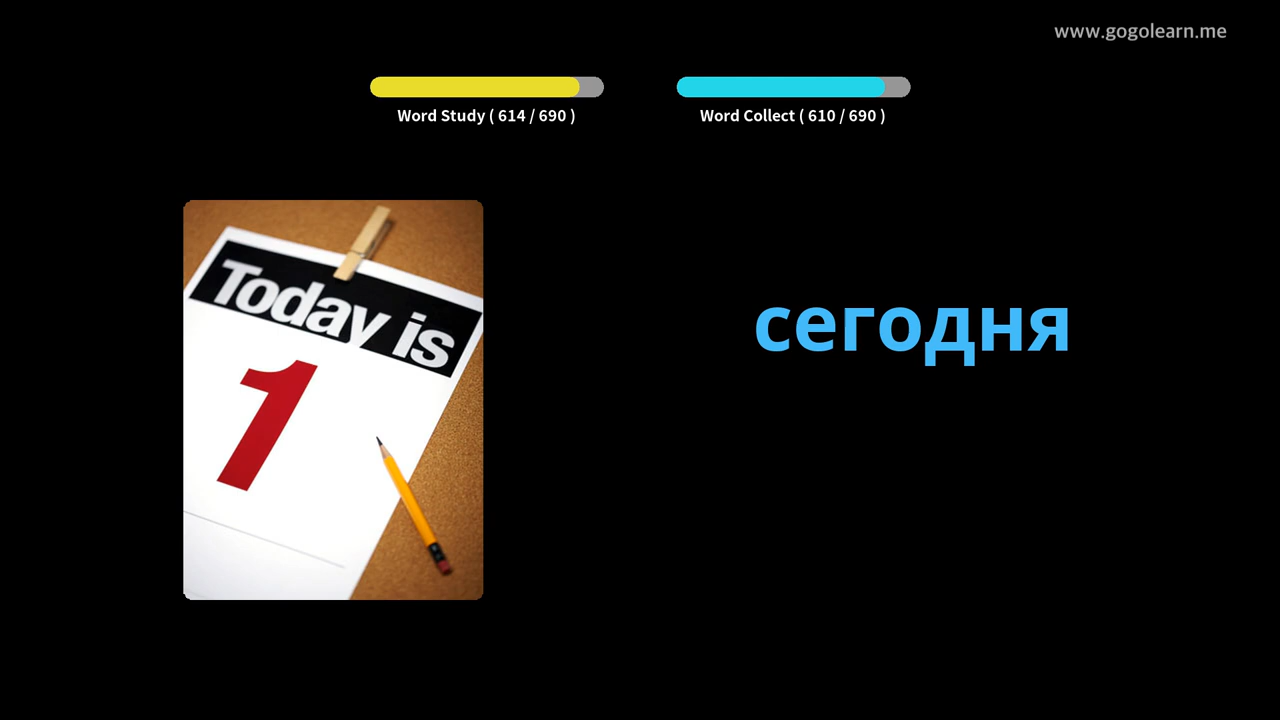 www.gogolearn.me
Word Study ( 614 / 690 )
Word Collect ( 610 / 690 )
Today is
1
сегодня